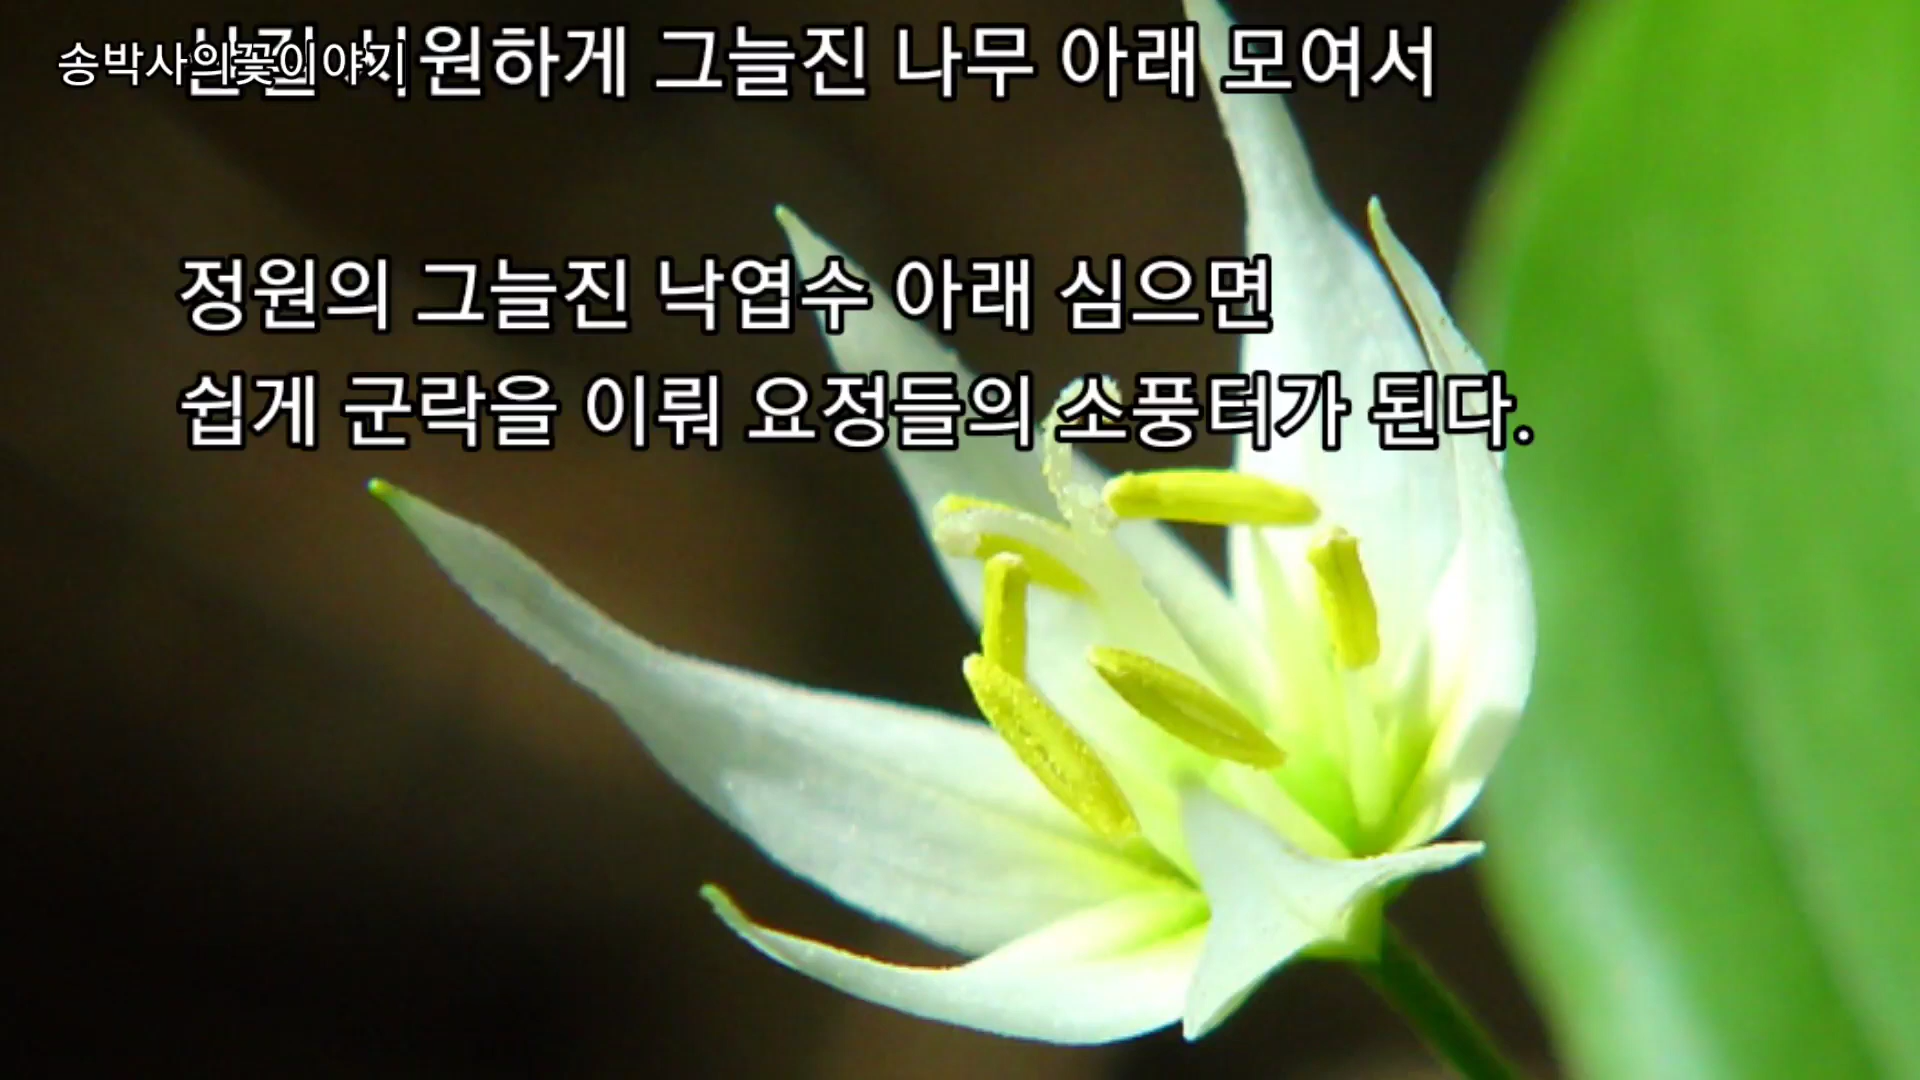 송박사의꽃이야기
원하게 그늘진 나무 아래 모여서
정원의 그늘진 낙엽수 아래 심으면
쉽게 군락을 이뤄 요정들의 소풍터가 된다.